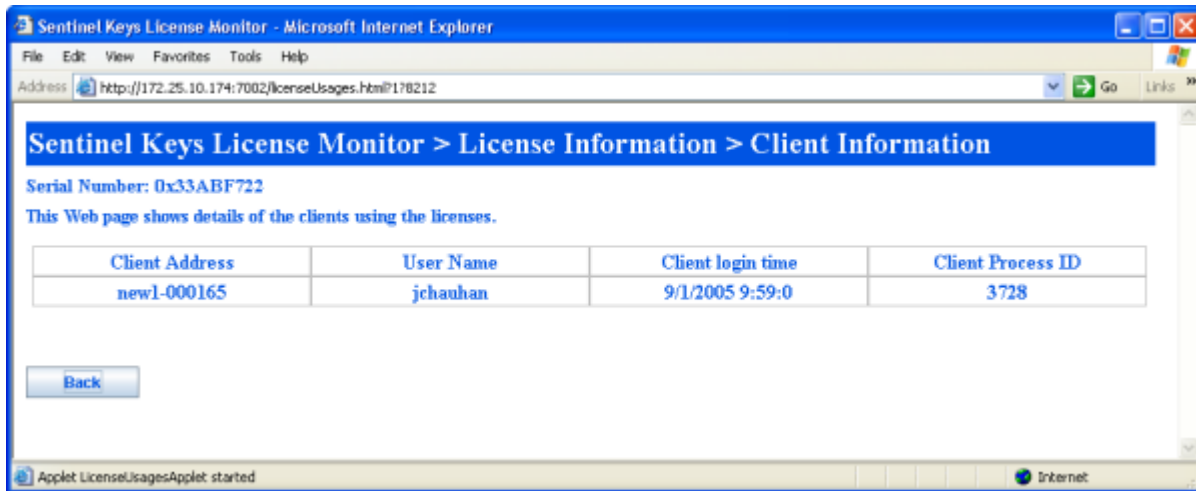 Sentinel Keys License Monitor - Microsoft Internet Explorer
File Edit View Favorites Tools Help
Address http://172.25.10.174:7002/licenseUsages.html?1?8212 Go Links »
Sentinel Keys License Monitor > License Information > Client Information
Serial Number: 0x33ABF722
This Web page shows details of the clients using the licenses.
Client Address User Name Client login time Client Process ID
new1-000165 jchauhan 9/1/2005 9:59:0 3728
Back
Applet LicenseUsagesApplet started Internet